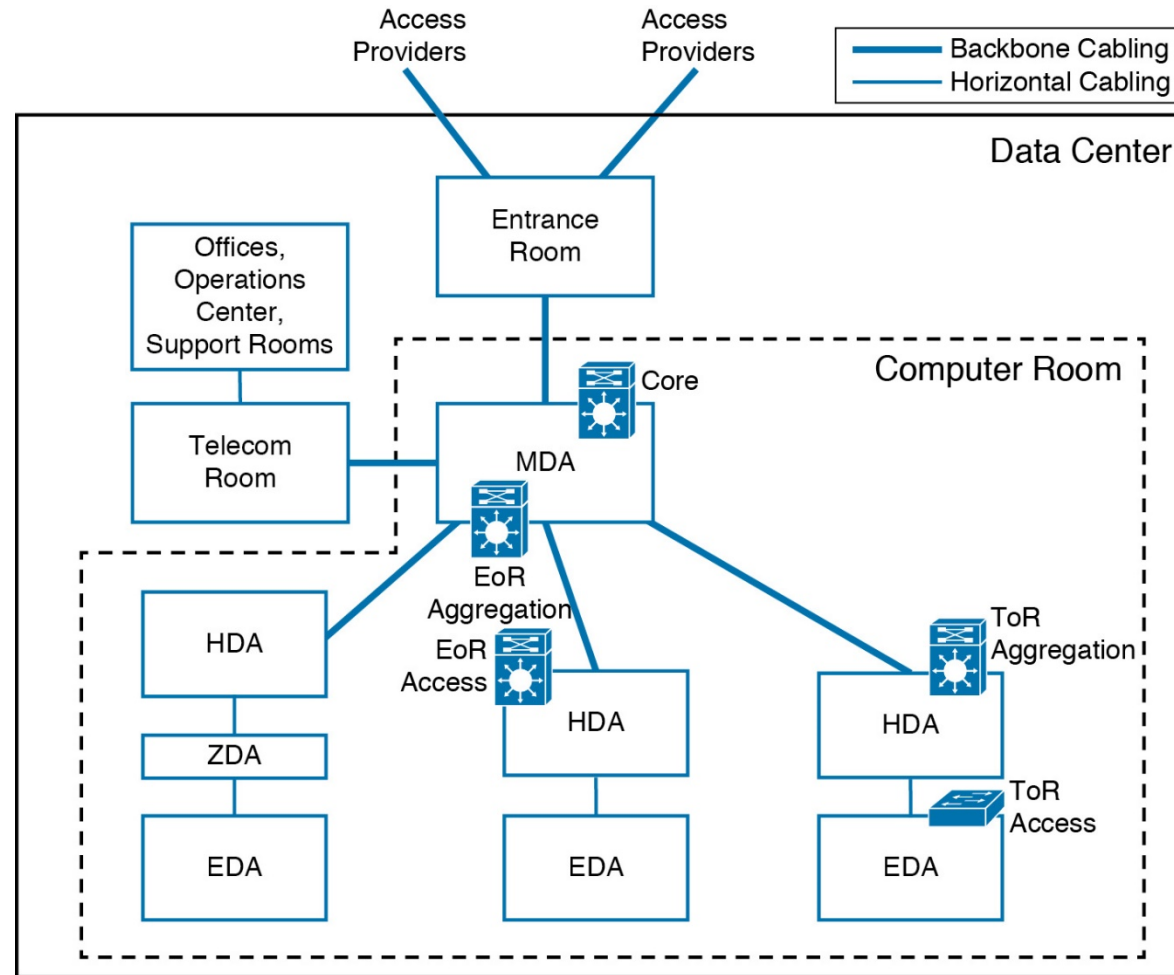 Access
Providers
Access
Providers
Backbone Cabling
Horizontal Cabling
Data Center
Entrance
Room
Offices,
Operations
Center,
Support Rooms
Computer Room
Core
Telecom
Room
MDA
EoR
Aggregation
HDA
EoR
Access
HDA
ToR
Aggregation
HDA
ZDA
ToR
Access
EDA
EDA
EDA